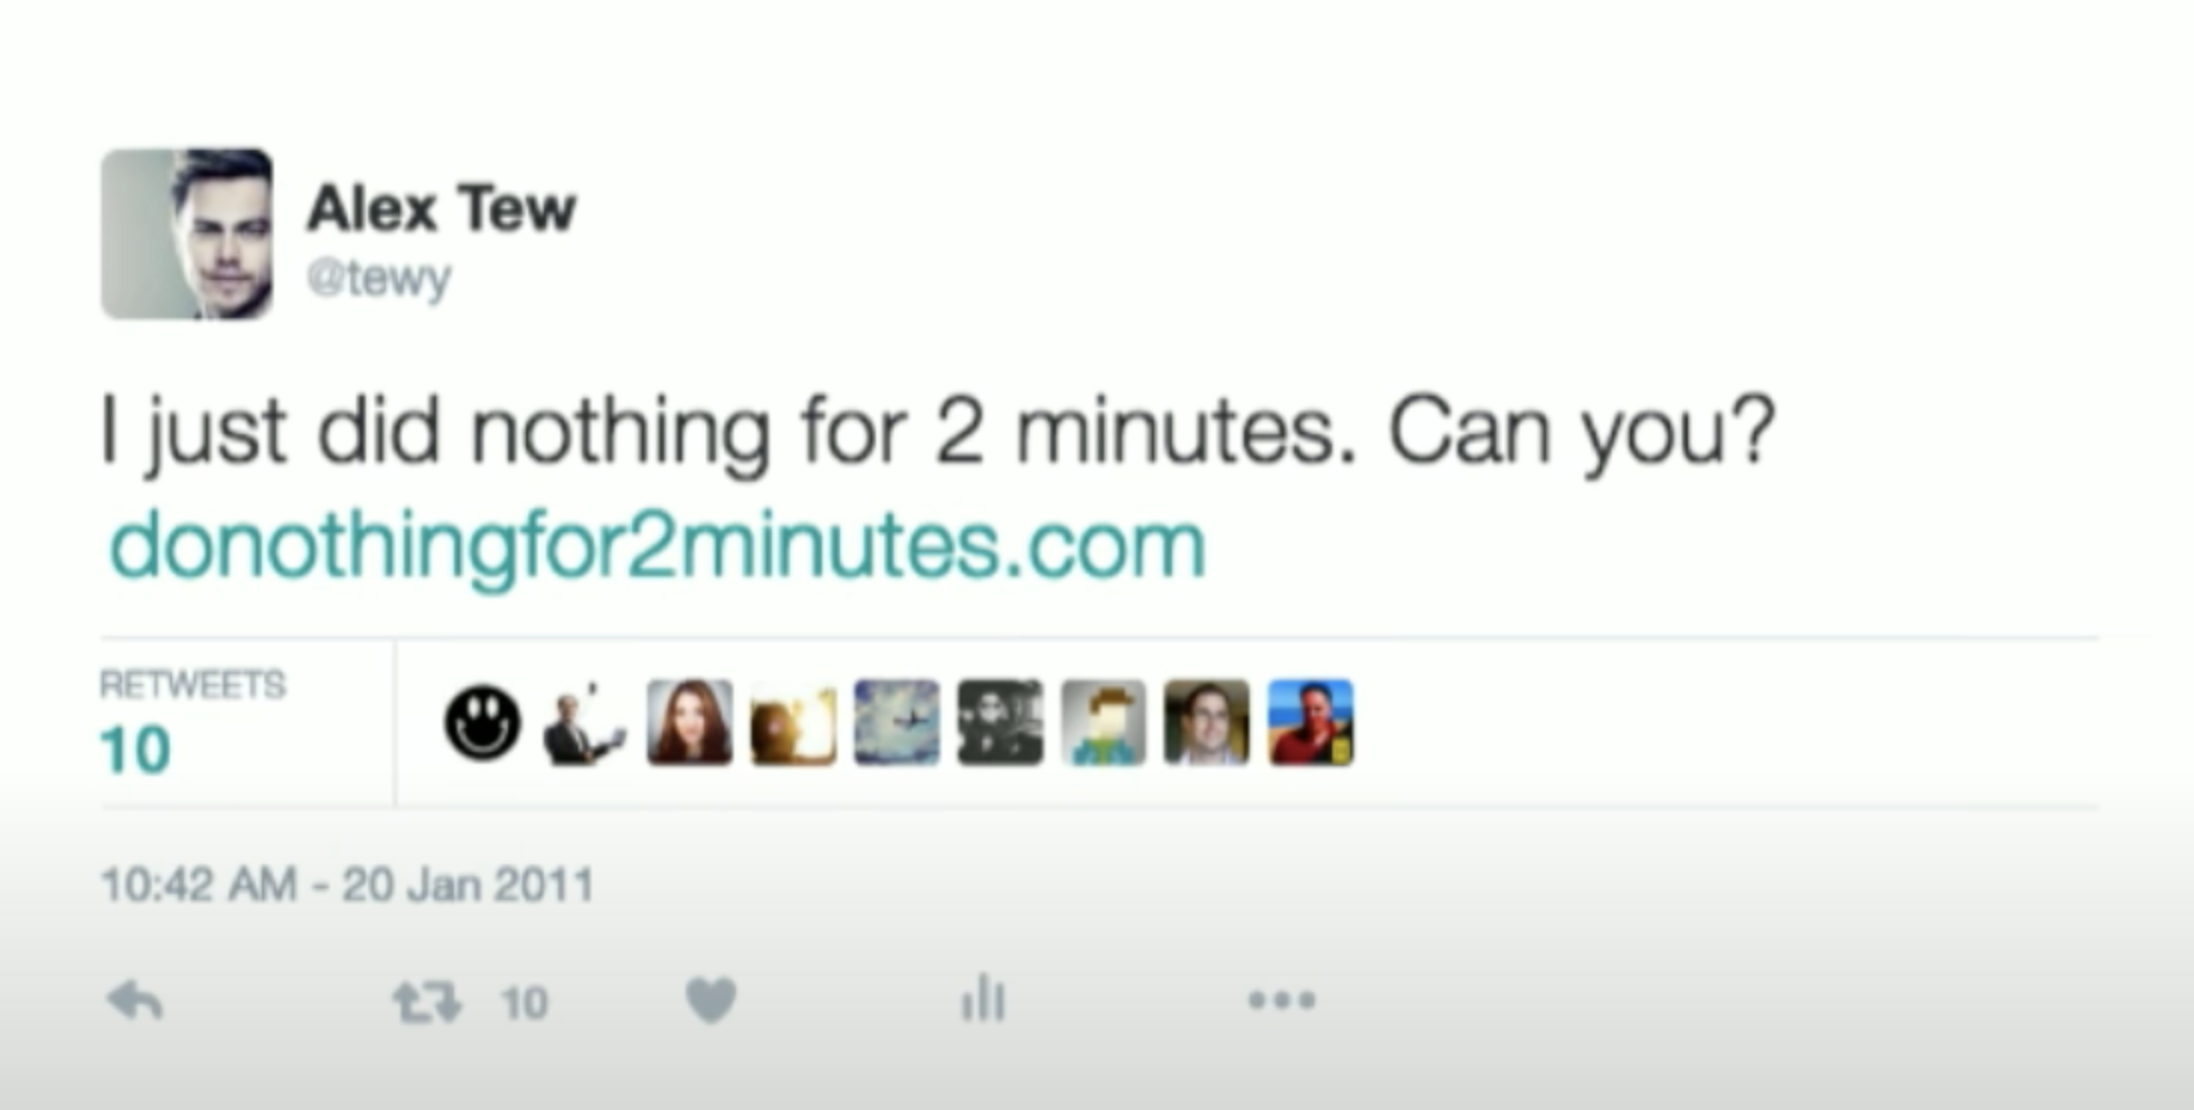 Alex Tew
@tewy
I just did nothing for 2 minutes. Can you?
donothingfor2minutes.com
RETWEETS
10
10:42 AM - 20 Jan 2011
10